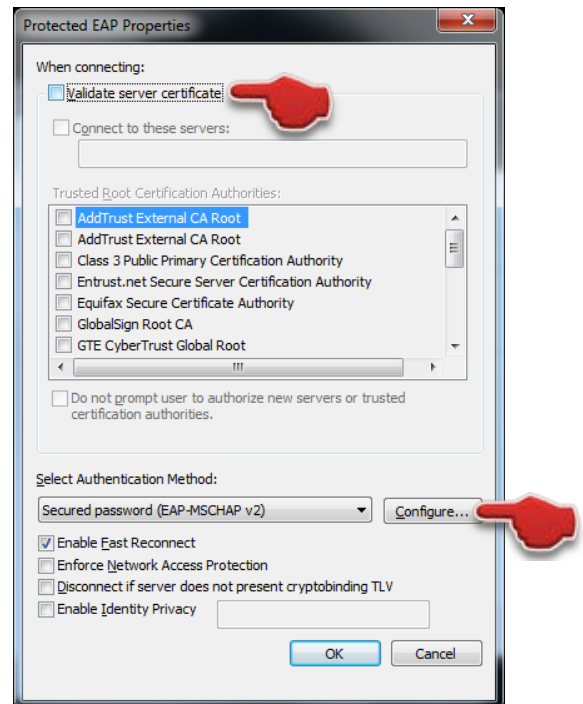 Protected EAP Properties
When connecting:
Validate server certificate
Connect to these servers:
Trusted Root Certification Authorities:
AddTrust External CA Root
AddTrust External CA Root
Class 3 Public Primary Certification Authority
Entrust.net Secure Server Certification Authority
Equifax Secure Certificate Authority
GlobalSign Root CA
GTE CyberTrust Global Root
Do not prompt user to authorize new servers or trusted
certification authorities.
Select Authentication Method:
Secured password (EAP-MSCHAP v2) Configure...
Enable Fast Reconnect
Enforce Network Access Protection
Disconnect if server does not present cryptobinding TLV
Enable Identity Privacy
OK Cancel